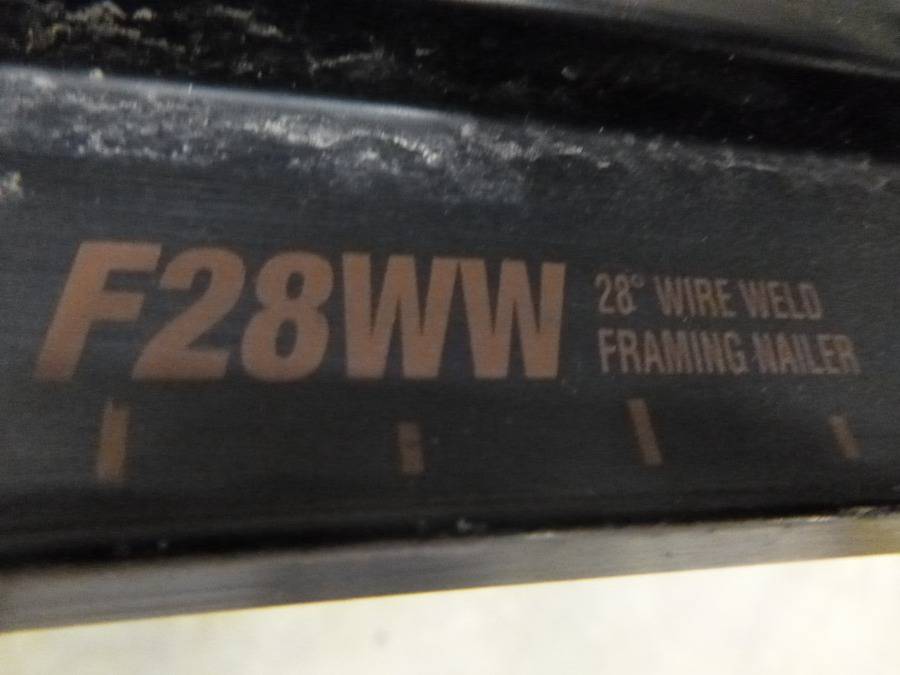 F28WW
28° WIRE WELD
FRAMING NAILER